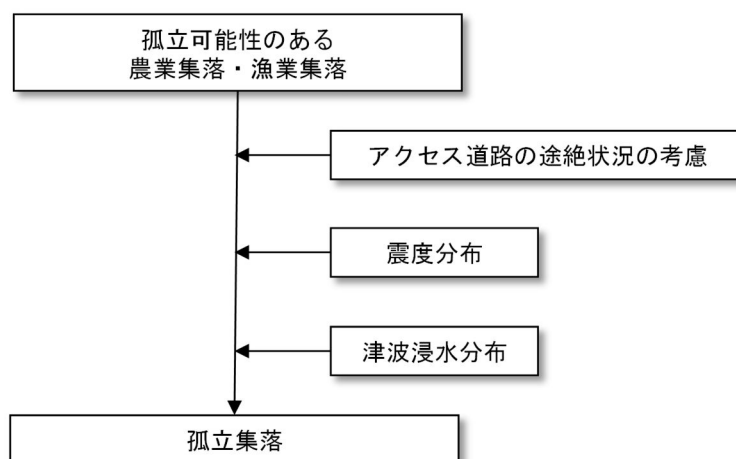 孤立可能性のある
農業集落・漁業集落
アクセス道路の途絶状況の考慮
震度分布
津波浸水分布
孤立集落